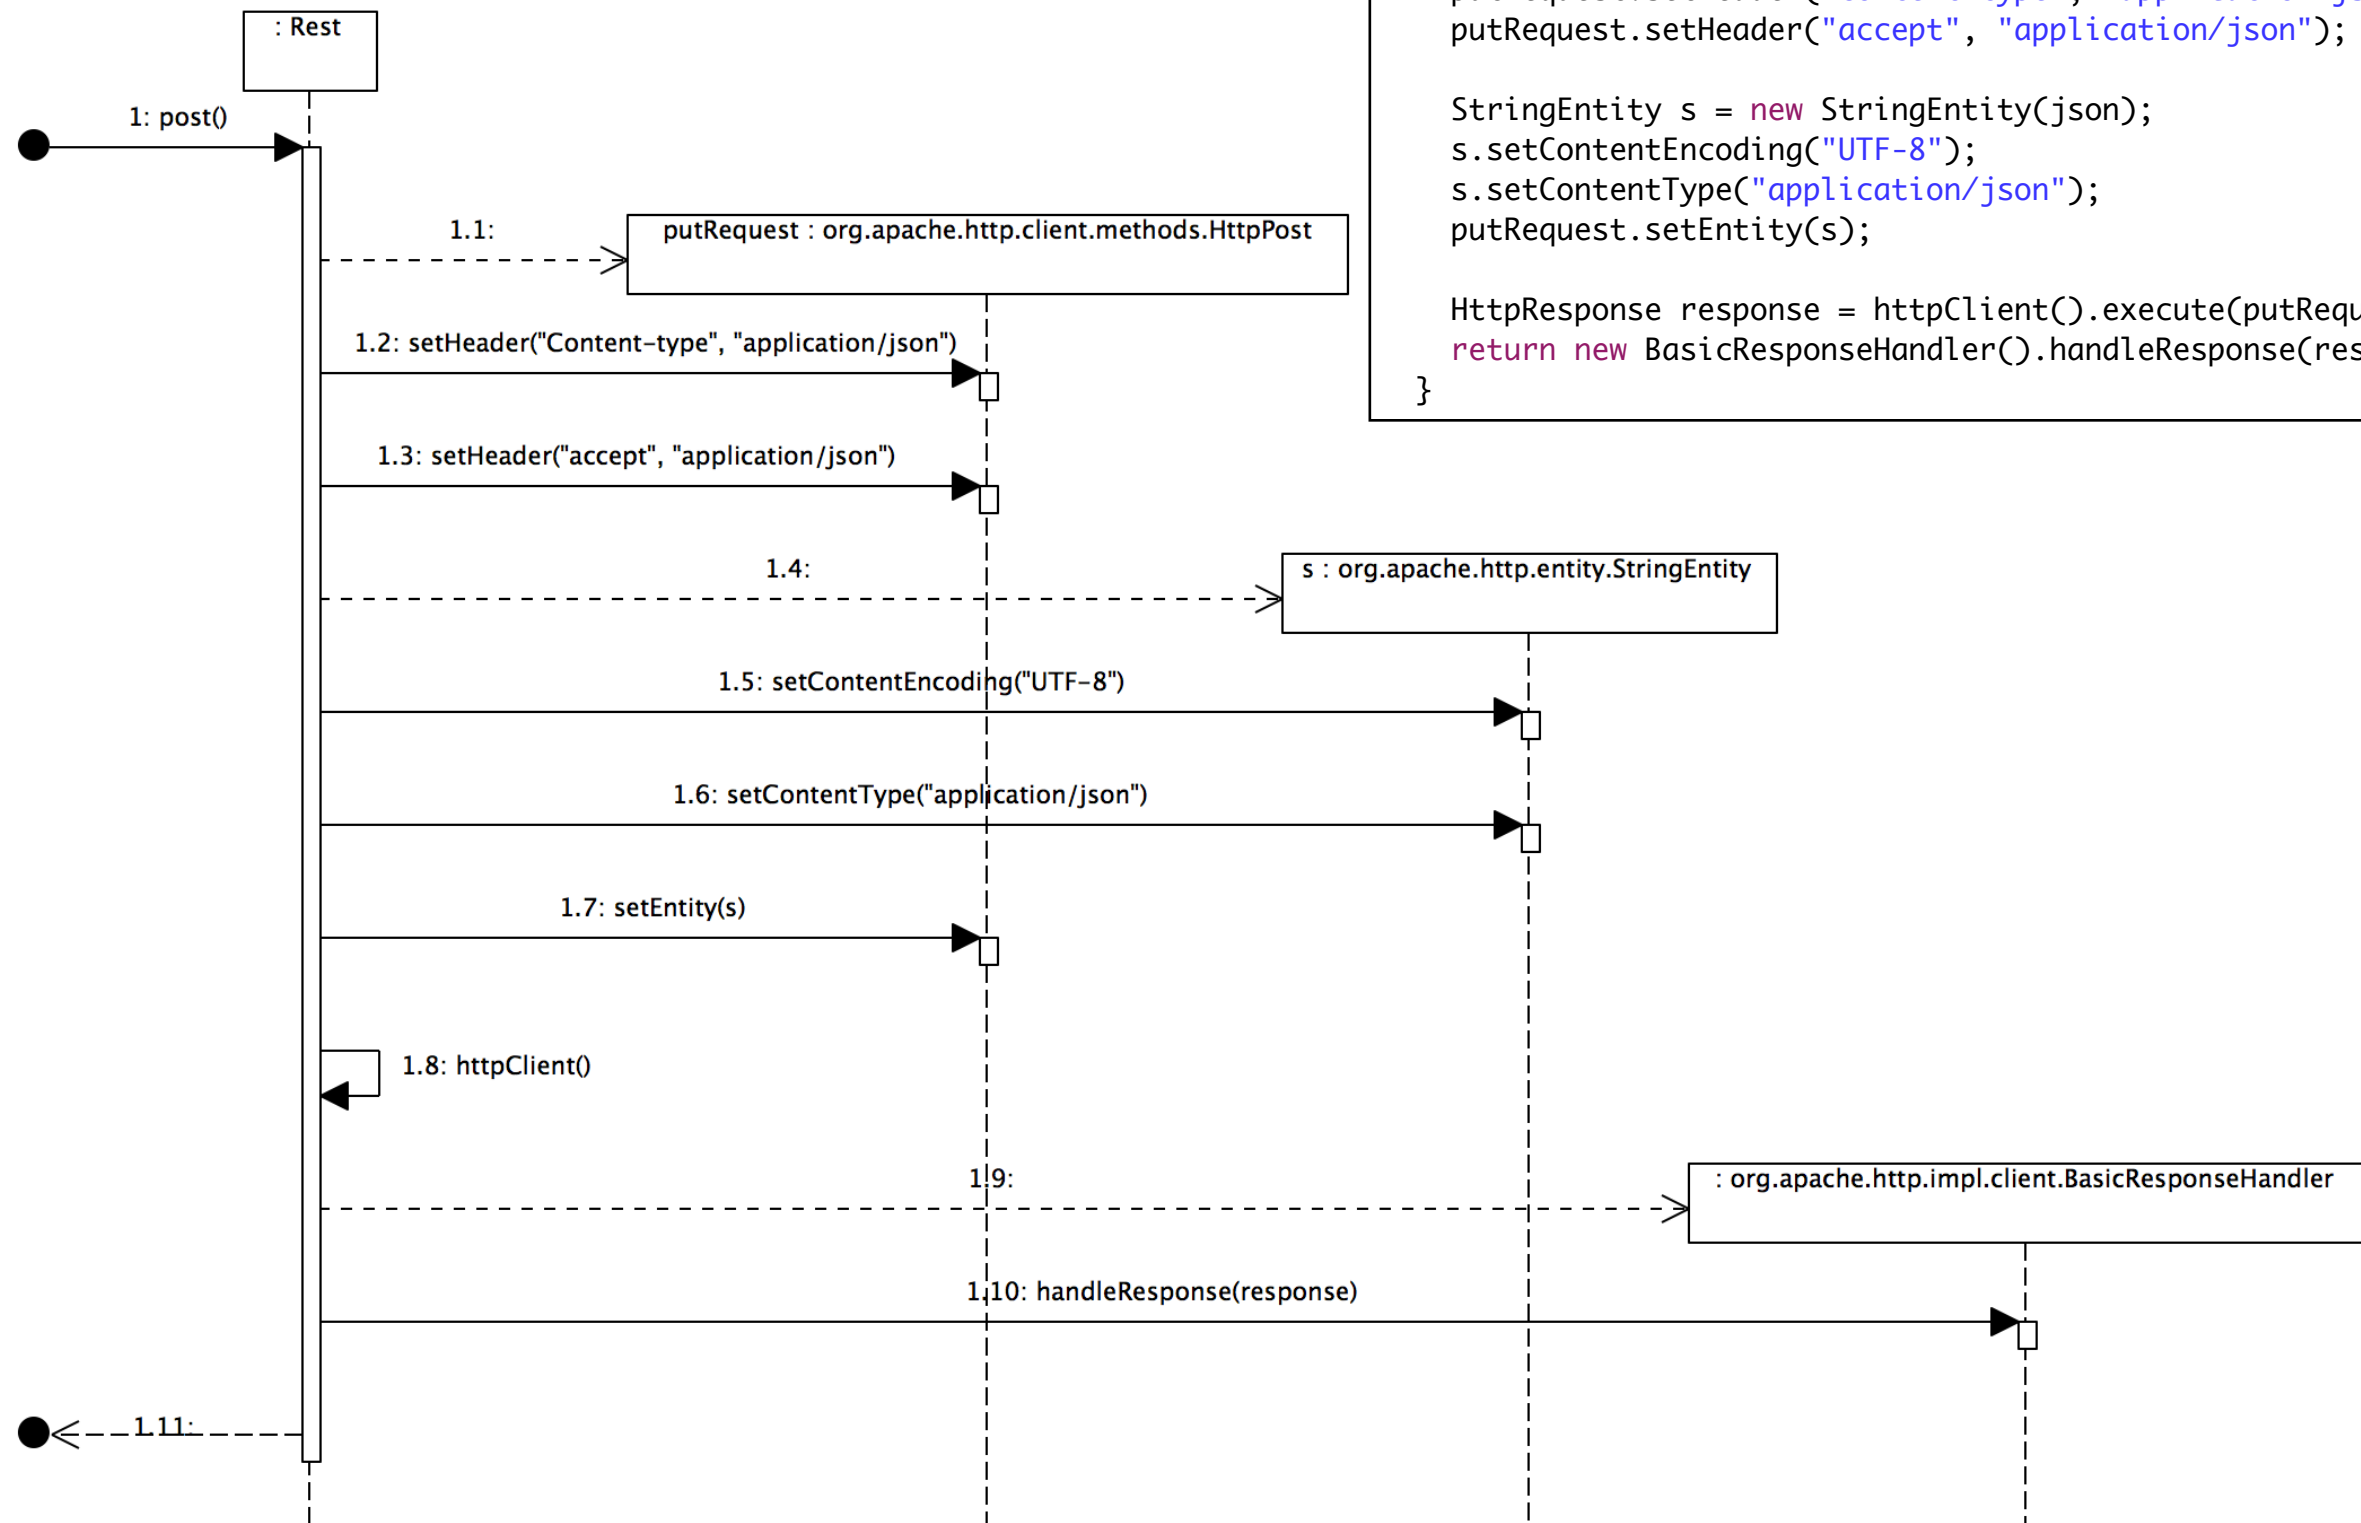 : Rest
putRequest.setHeader("accept", "application/json");
1: post()
StringEntity s = new StringEntity(json);
s.setContentEncoding("UTF-8");
s.setContentType("application/json");
1.1:
putRequest : org.apache.http.client.methods.HttpPost
putRequest.setEntity(s);
HttpResponse response = httpClient().execute(putRequ
1.2: setHeader("Content-type", "application/json")
return new BasicResponseHandler().handleResponse(res
}
1.3: setHeader("accept", "application/json")
1.4:
s : org.apache.http.entity.StringEntity
1.5: setContentEncoding("UTF-8")
1.6: setContentType("application/json")
1.7: setEntity(s)
1.8: httpClient()
1.9:
: org.apache.http.impl.client.BasicResponseHandler
1.10: handleResponse(response)
1.11: